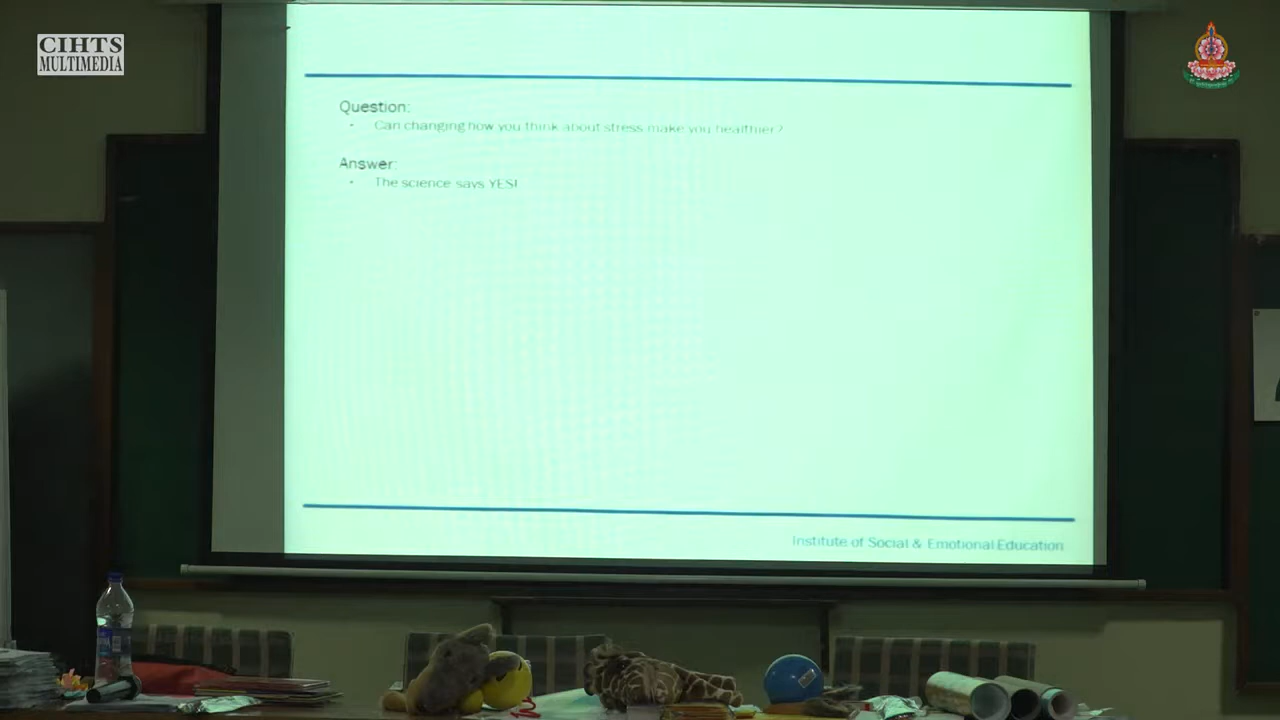 CIHTS
MULTIMEDIA
Question:
• Can changing how you think about stress make you healthier?
Answer:
• The science says YES!
Institute of Social & Emotional Education